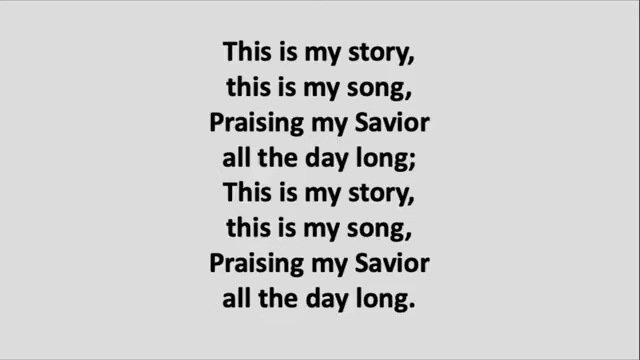 This is my story,
this is my song,
Praising my Savior
all the day long;
This is my story,
this is my song,
Praising my Savior
all the day long.